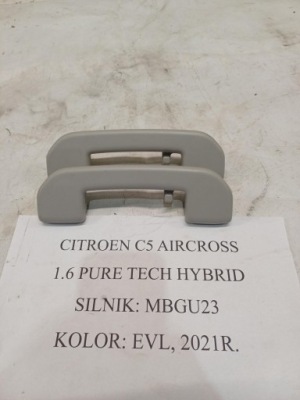 CITROEN C5 AIRCROSS
1.6 PURE TECH HYBRID
SILNIK: MBGU23
KOLOR: EVL, 2021R.